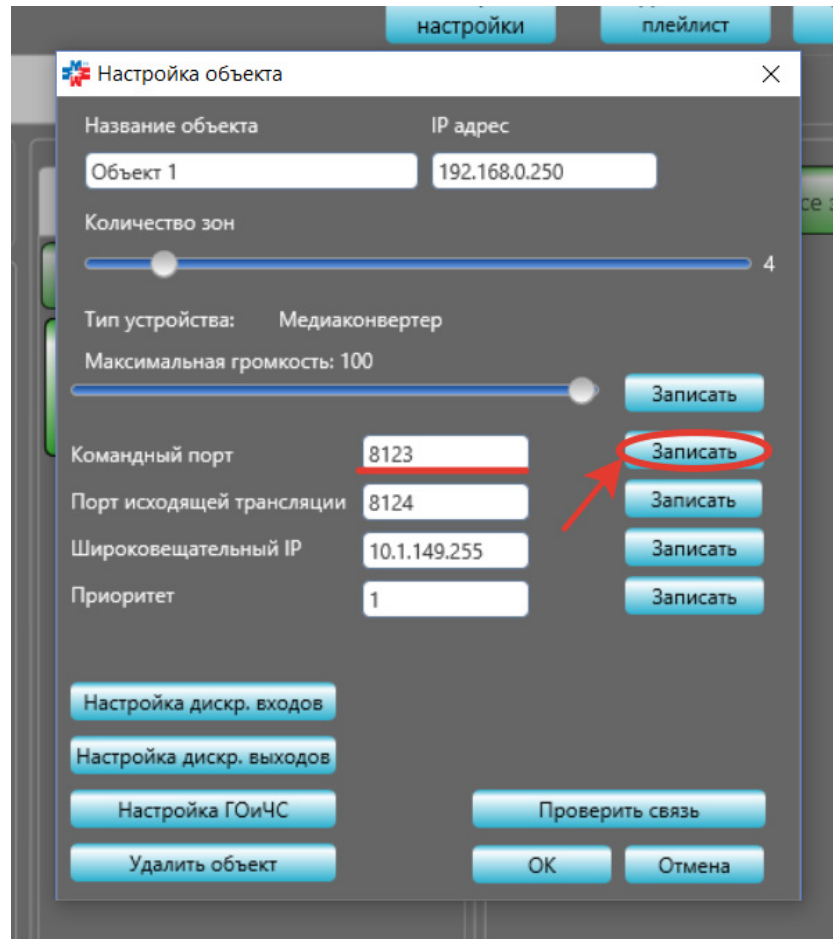 настройки
плейлист
Настройка объекта
Название объекта
IP адрес
Объект 1
192.168.0.250
Количество зон
4
Тип устройства: Медиаконвертер
Максимальная громкость: 100
Записать
Командный порт
8123
Записать
Порт исходящей трансляции
8124
Записать
Широковещательный IP
10.1.149.255
Записать
Приоритет
1
Записать
Настройка дискр. входов
Настройка дискр. выходов
Настройка ГОиЧС
Проверить связь
Удалить объект
ОК
Отмена